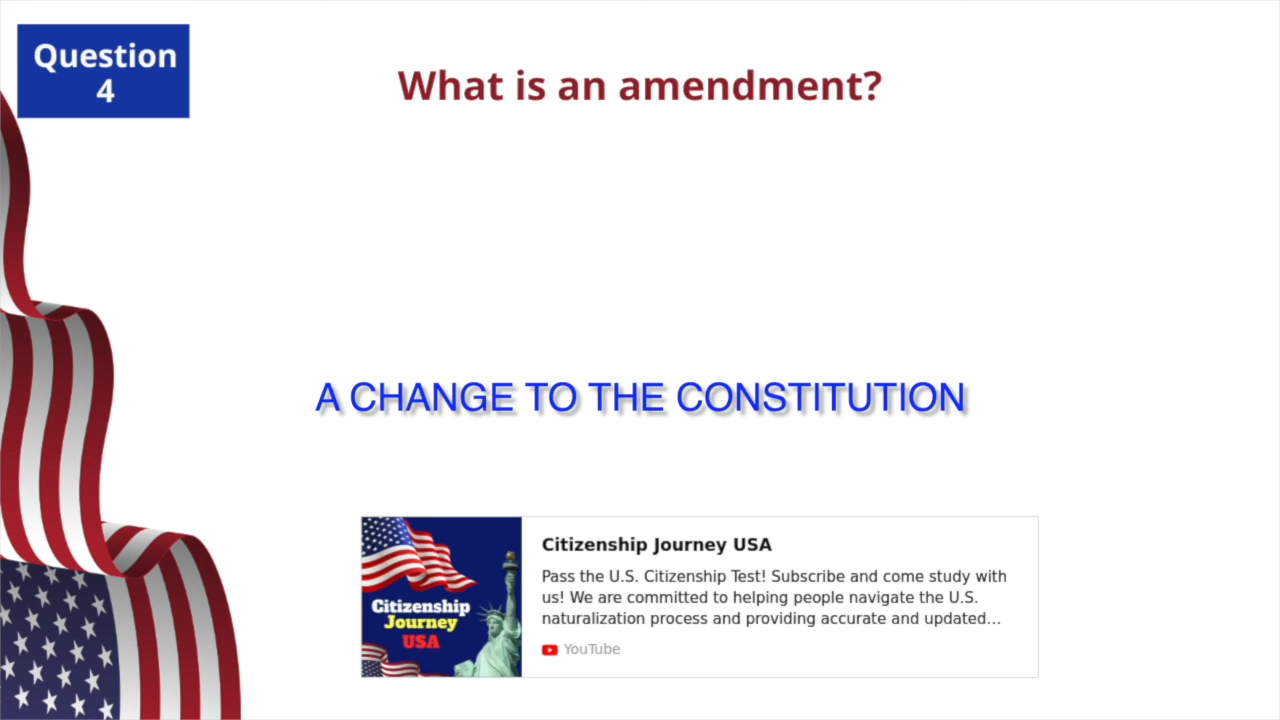 Question
4
What is an amendment?
A CHANGE TO THE CONSTITUTION
Citizenship
Journey
USA
Citizenship Journey USA
Pass the U.S. Citizenship Test! Subscribe and come study with
us! We are committed to helping people navigate the U.S.
naturalization process and providing accurate and updated...
YouTube